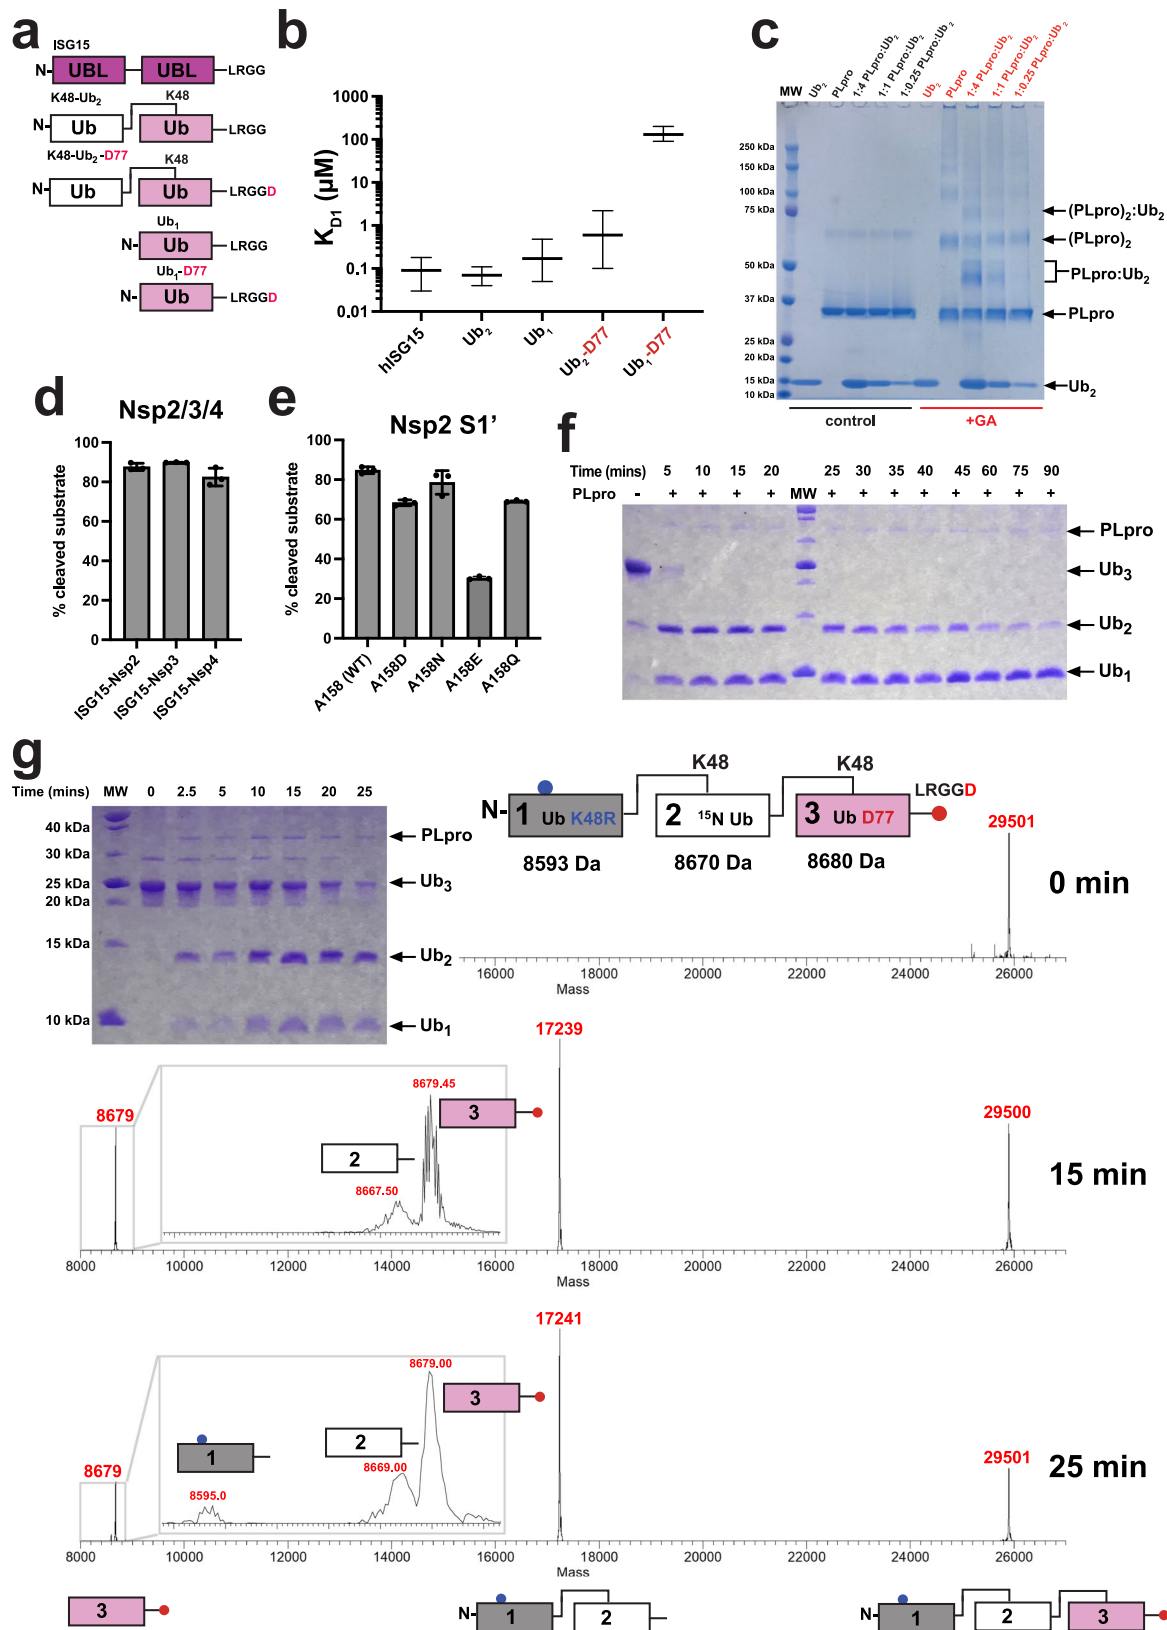 a
ISG15
N- UBL UBL LRGG
K48-Ub2 K48
N- Ub Ub LRGG
K48-Ub2-D77 K48
N- Ub Ub LRGGD
Ub1
N- Ub LRGG
Ub1-D77
N- Ub LRGGD
b
KD1 (µM)
1000
100
10
1
0.1
0.01
hISG15
Ub2
Ub1
Ub2-D77
Ub1-D77
c
MW
Ub2
PLpro
1:4 PLpro:Ub2
1:1 PLpro:Ub2
1:0.25 PLpro:Ub2
Ub2
PLpro
1:4 PLpro:Ub2
1:1 PLpro:Ub2
1:0.25 PLpro:Ub2
250 kDa
150 kDa
100 kDa
75 kDa
50 kDa
37 kDa
25 kDa
20 kDa
15 kDa
10 kDa
(PLpro)2:Ub2
(PLpro)2
PLpro:Ub2
PLpro
Ub2
control
+GA
d
Nsp2/3/4
% cleaved substrate
100
80
60
40
20
0
ISG15-Nsp2
ISG15-Nsp3
ISG15-Nsp4
e
Nsp2 S1'
% cleaved substrate
100
80
60
40
20
0
A158 (WT)
A158D
A158N
A158E
A158Q
f
Time (mins) 5 10 15 20 25 30 35 40 45 60 75 90
PLpro - + + + + MW + + + + + + + +
PLpro
Ub3
Ub2
Ub1
g
Time (mins) MW 0 2.5 5 10 15 20 25
40 kDa
30 kDa
25 kDa
20 kDa
15 kDa
10 kDa
PLpro
Ub3
Ub2
Ub1
K48 K48
N- 1 Ub K48R 2 15N Ub 3 Ub D77 LRGGD
8593 Da 8670 Da 8680 Da
29501
0 min
16000 18000 20000 22000 24000 26000
Mass
8679
8679.45
3
2
8667.50
17239
29500
15 min
8000 10000 12000 14000 16000 18000 20000 22000 24000 26000
Mass
8679
8679.00
3
2
8669.00
1
8595.0
17241
29501
25 min
8000 10000 12000 14000 16000 18000 20000 22000 24000 26000
Mass
3
N- 1 2
N- 1 2 3